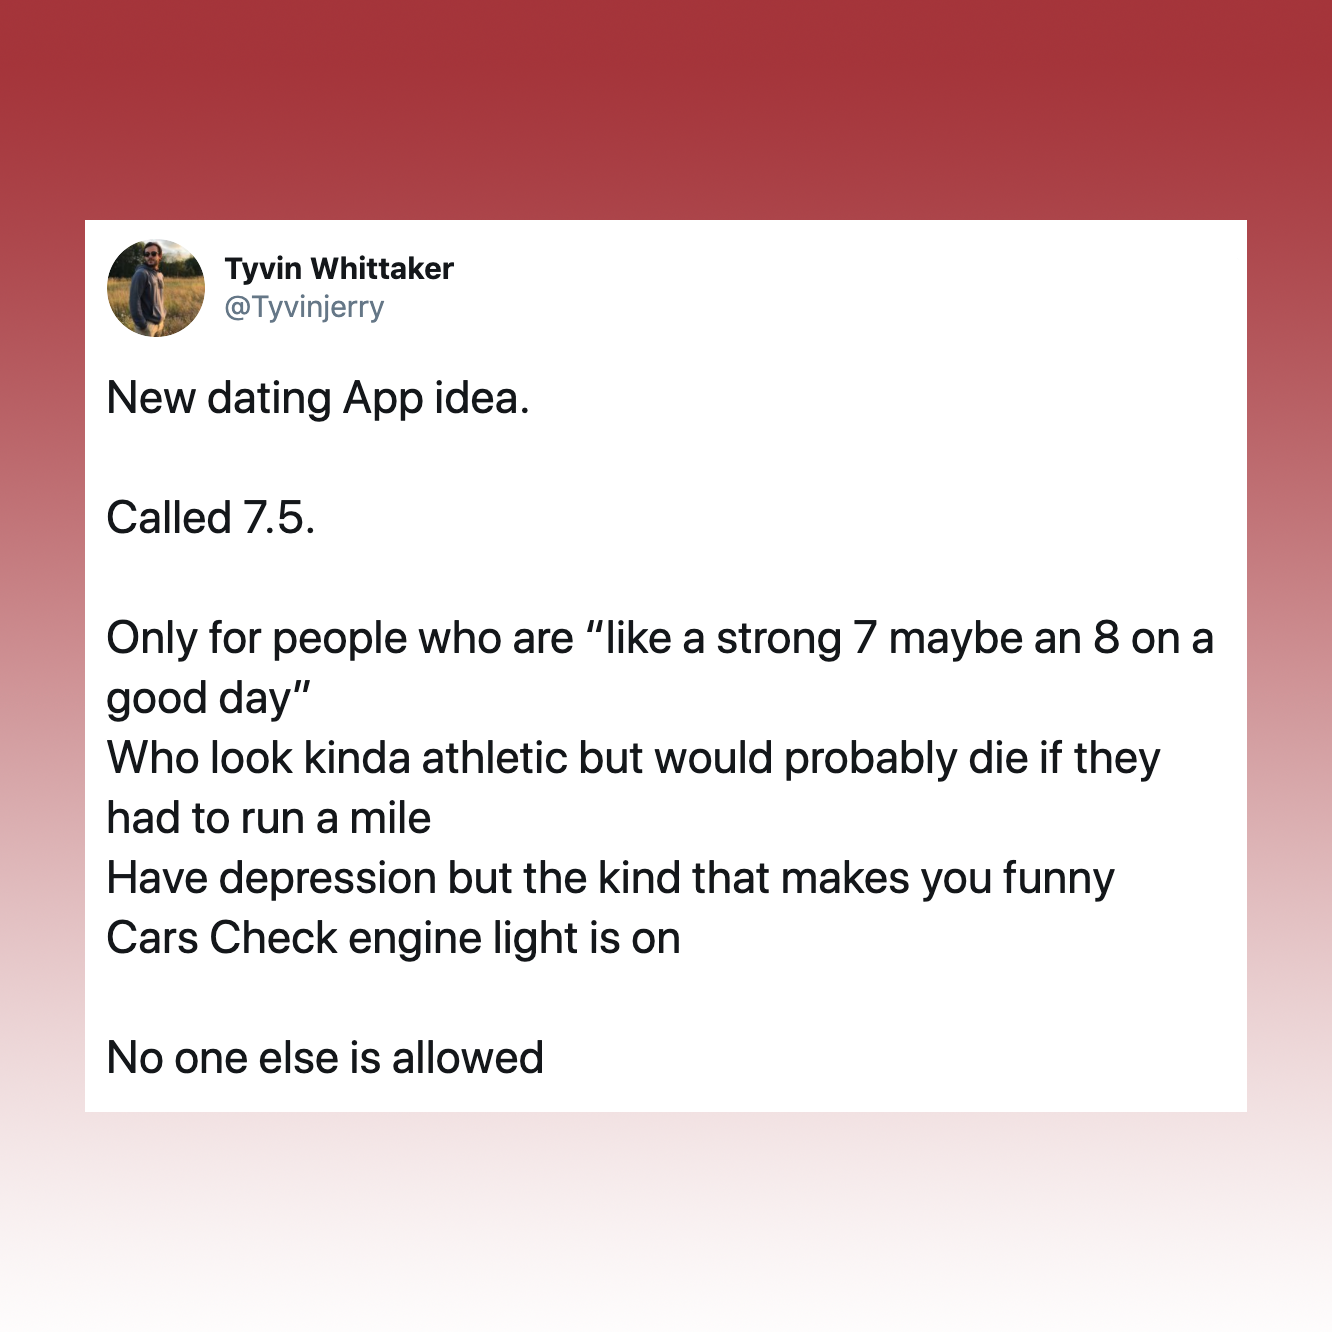 Tyvin Whittaker
@Tyvinjerry
New dating App idea.
Called 7.5.
Only for people who are “like a strong 7 maybe an 8 on a
good day”
Who look kinda athletic but would probably die if they
had to run a mile
Have depression but the kind that makes you funny
Cars Check engine light is on
No one else is allowed